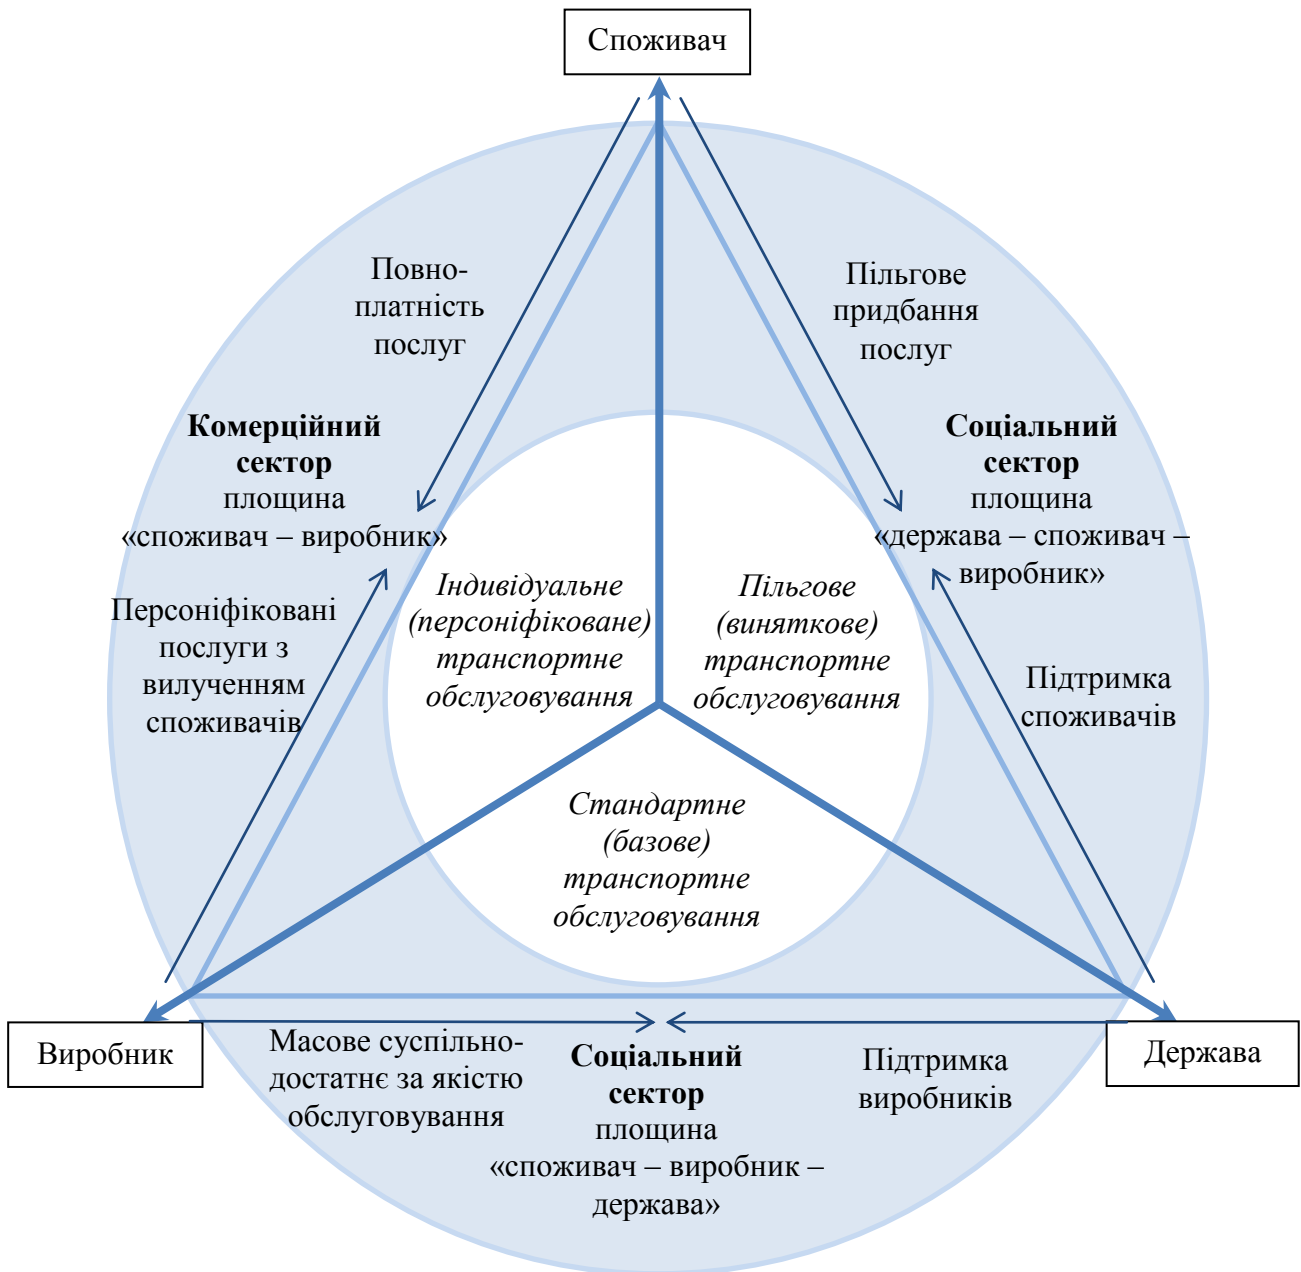 Споживач
Повно-
платність
послуг
Пільгове
придбання
послуг
Комерційний
сектор
площина
«споживач – виробник»
Соціальний
сектор
площина
«держава – споживач –
виробник»
Персоніфіковані
послуги з
вилученням
споживачів
Індивідуальне
(персоніфіковане)
транспортне
обслуговування
Пільгове
(виняткове)
транспортне
обслуговування
Підтримка
споживачів
Стандартне
(базове)
транспортне
обслуговування
Виробник
Масове суспільно-
достатнє за якістю
обслуговування
Соціальний
сектор
площина
«споживач – виробник –
держава»
Підтримка
виробників
Держава